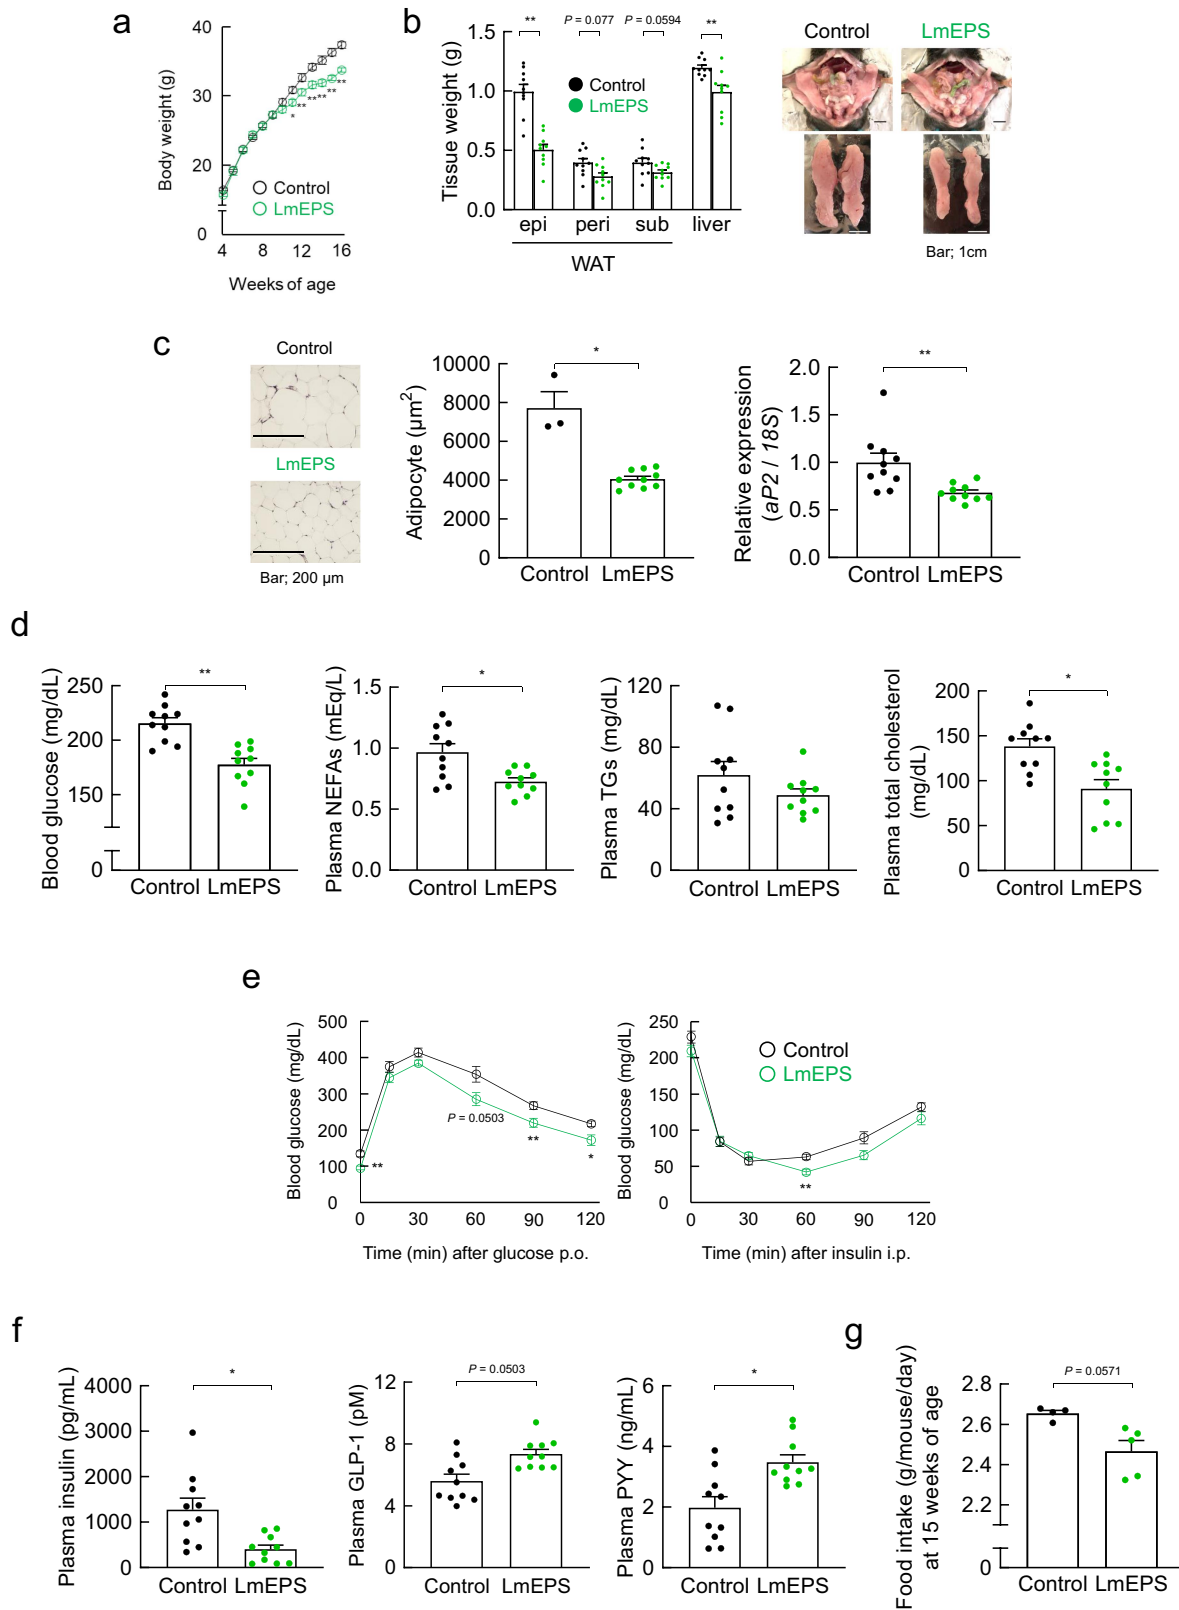 a
Body weight (g)
40
30
20
0
4 8 12 16
Weeks of age
Control
LmEPS
*
**
**
**
**
**
b
Tissue weight (g)
1.5
1.0
0.5
0.0
**
P = 0.077
P = 0.0594
**
Control
LmEPS
epi peri sub liver
WAT
Control LmEPS
Bar; 1cm
c
Control
LmEPS
Bar; 200 µm
Adipocyte (µm²)
10000
8000
6000
4000
2000
0
*
Control LmEPS
Relative expression
(aP2 / 18S)
2.0
1.5
1.0
0.5
0.0
**
Control LmEPS
d
Blood glucose (mg/dL)
250
200
150
0
**
Control LmEPS
Plasma NEFAs (mEq/L)
1.5
1.0
0.5
0.0
*
Control LmEPS
Plasma TGs (mg/dL)
120
80
40
0
Control LmEPS
Plasma total cholesterol
(mg/dL)
200
150
100
50
0
*
Control LmEPS
e
Blood glucose (mg/dL)
500
400
300
200
100
0
**
P = 0.0503
**
*
0 30 60 90 120
Time (min) after glucose p.o.
Blood glucose (mg/dL)
250
200
150
100
50
0
Control
LmEPS
**
0 30 60 90 120
Time (min) after insulin i.p.
f
Plasma insulin (pg/mL)
4000
3000
2000
1000
0
*
Control LmEPS
Plasma GLP-1 (pM)
12
8
4
0
P = 0.0503
Control LmEPS
Plasma PYY (ng/mL)
6
4
2
0
*
Control LmEPS
g
Food intake (g/mouse/day)
at 15 weeks of age
2.8
2.6
2.4
2.2
0
P = 0.0571
Control LmEPS